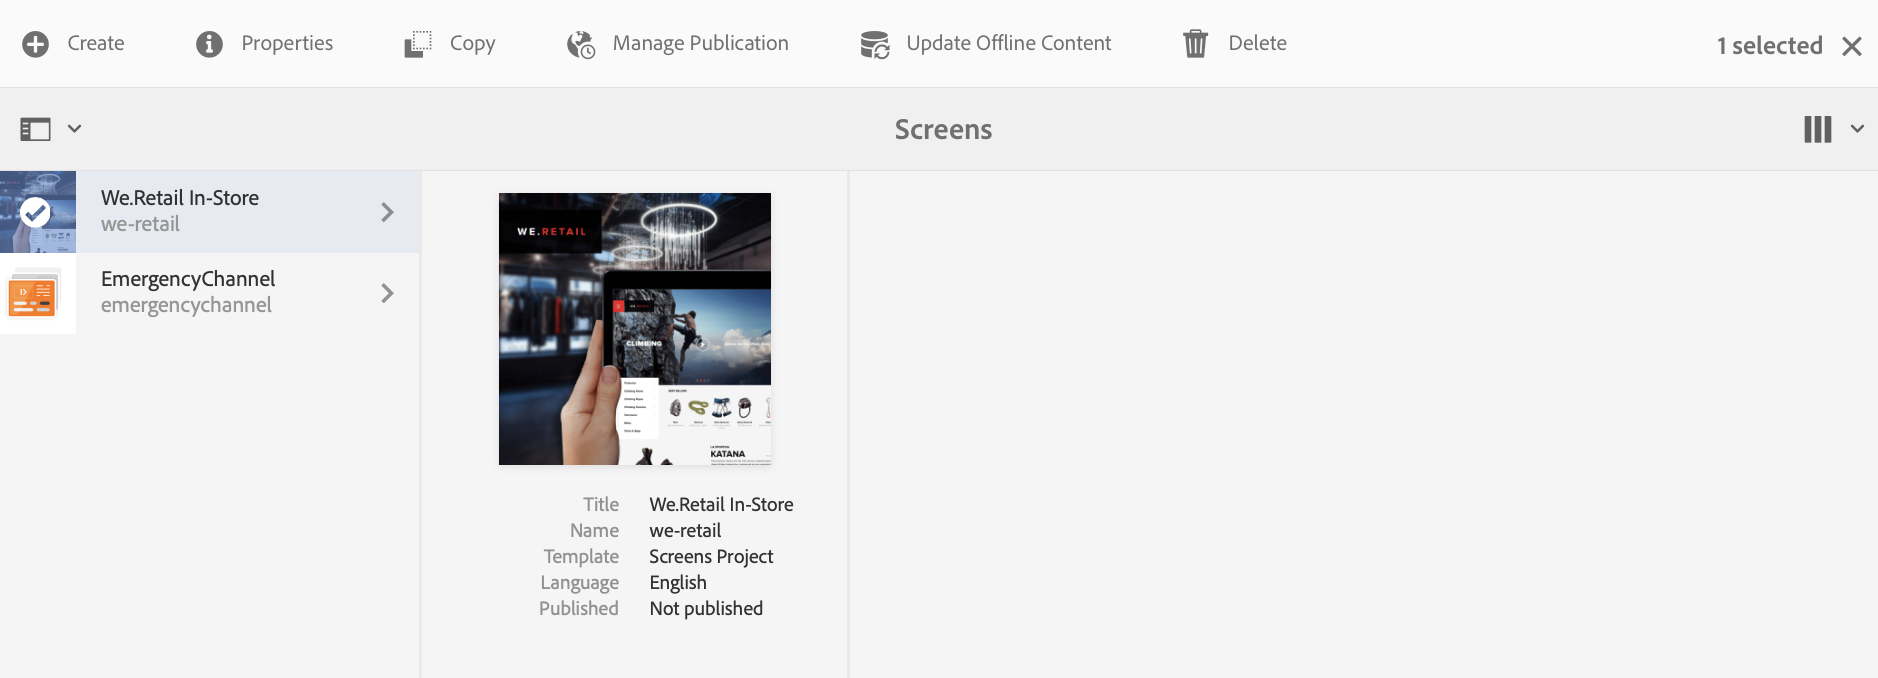 Create
Properties
Copy
Manage Publication
Update Offline Content
Delete
1 selected
Screens
We.Retail In-Store
we-retail
EmergencyChannel
emergencychannel
WE.RETAIL
CLIMBING
KATANA
Title We.Retail In-Store
Name we-retail
Template Screens Project
Language English
Published Not published